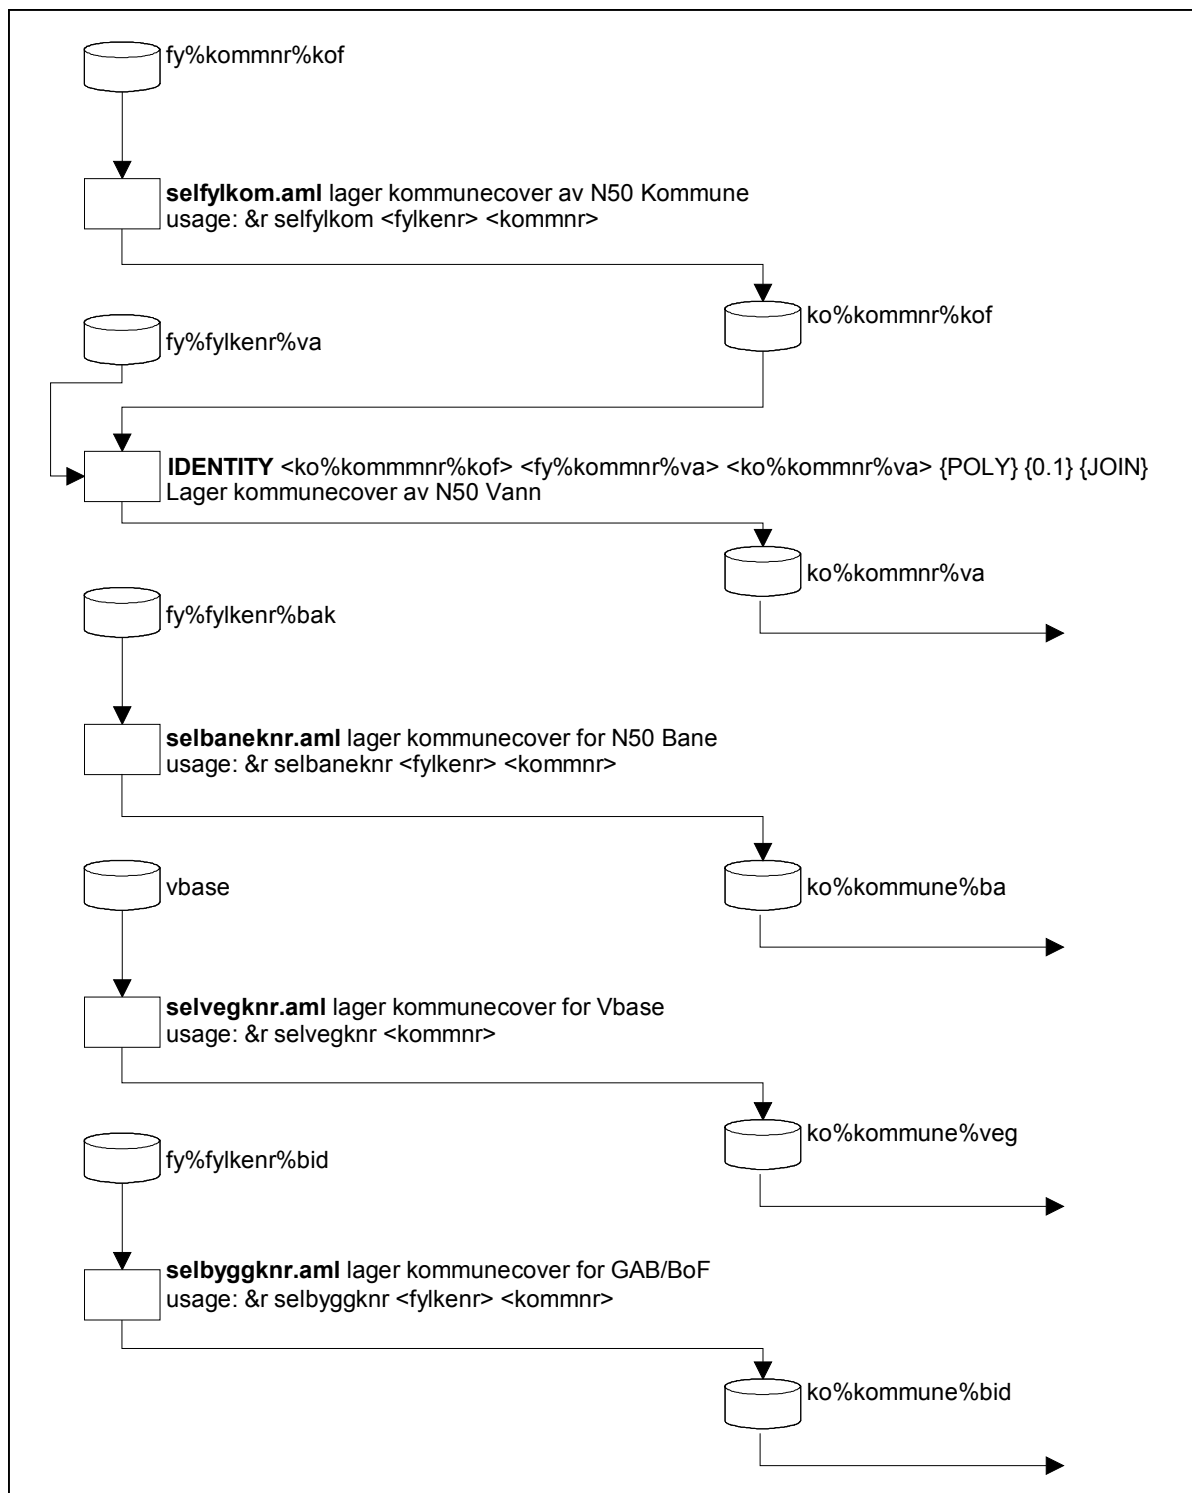 fy%kommnr%kof
selfylkom.aml lager kommunecover av N50 Kommune
usage: &r selfylkom <fylkenr> <kommnr>
ko%kommnr%kof
fy%fylkenr%va
IDENTITY <ko%kommmnr%kof> <fy%kommnr%va> <ko%kommnr%va> {POLY} {0.1} {JOIN}
Lager kommunecover av N50 Vann
ko%kommnr%va
fy%fylkenr%bak
selbaneknr.aml lager kommunecover for N50 Bane
usage: &r selbaneknr <fylkenr> <kommnr>
vbase
ko%kommune%ba
selvegknr.aml lager kommunecover for Vbase
usage: &r selvegknr <kommnr>
ko%kommune%veg
fy%fylkenr%bid
selbyggknr.aml lager kommunecover for GAB/BoF
usage: &r selbyggknr <fylkenr> <kommnr>
ko%kommune%bid